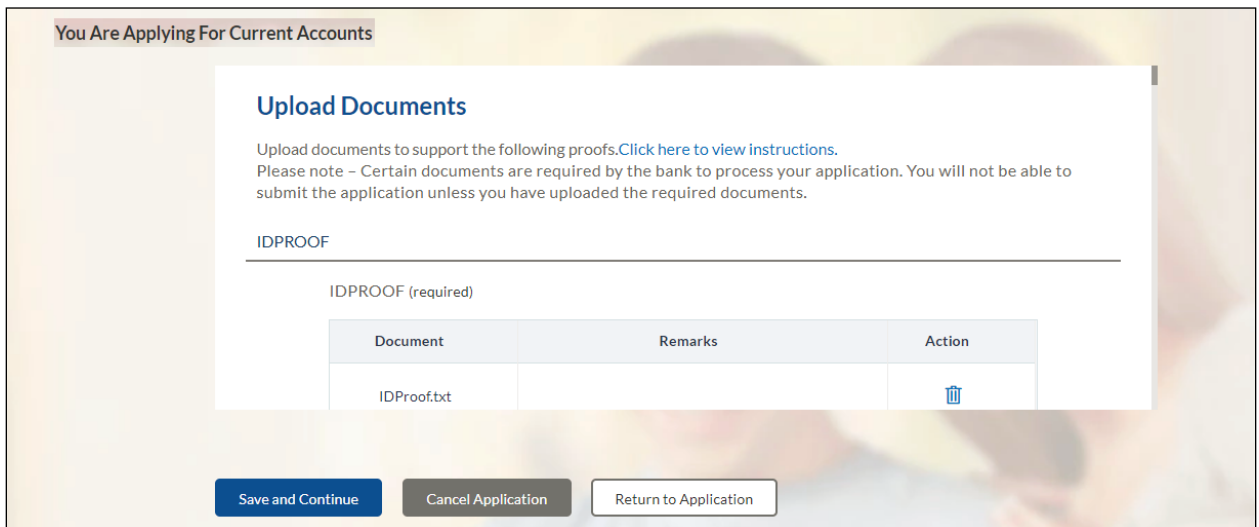 You Are Applying For Current Accounts
Upload Documents
Upload documents to support the following proofs.Click here to view instructions.
Please note – Certain documents are required by the bank to process your application. You will not be able to
submit the application unless you have uploaded the required documents.
IDPROOF
IDPROOF (required)
Document Remarks Action
IDProof.txt
Save and Continue Cancel Application Return to Application